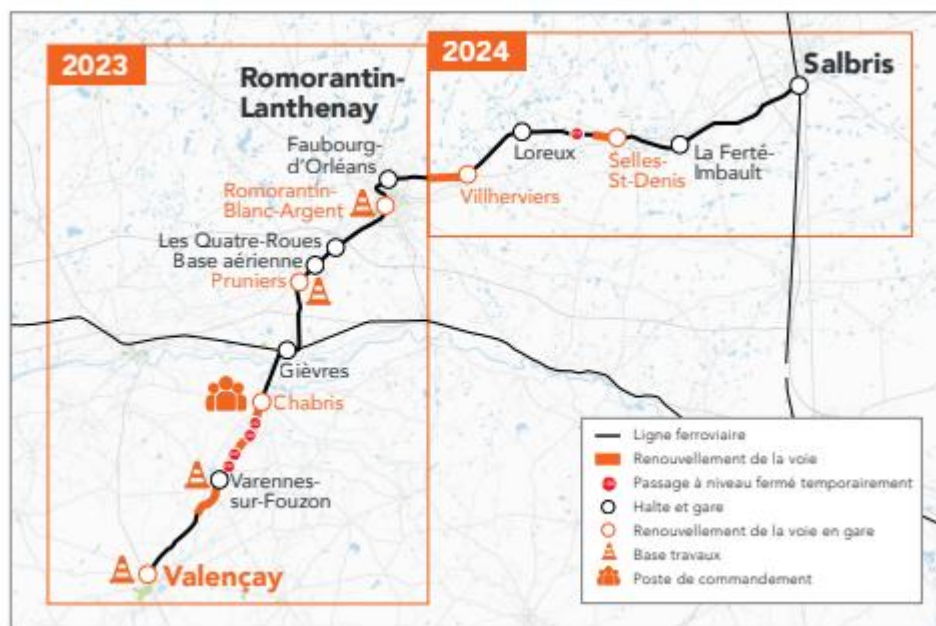 2023
2024
Romorantin-
Lanthenay
Salbris
Faubourg-
d'Orléans
Loreux
Selles-
St-Denis
La Ferté-
Imbault
Romorantin-
Blanc-Argent
Villherviers
Les Quatre-Roues
Base aérienne
Pruniers
Gièvres
Chabris
Varennes-
sur-Fouzon
Valençay
Ligne ferroviaire
Renouvellement de la voie
Passage à niveau fermé temporairement
Halte et gare
Renouvellement de la voie en gare
Base travaux
Poste de commandement